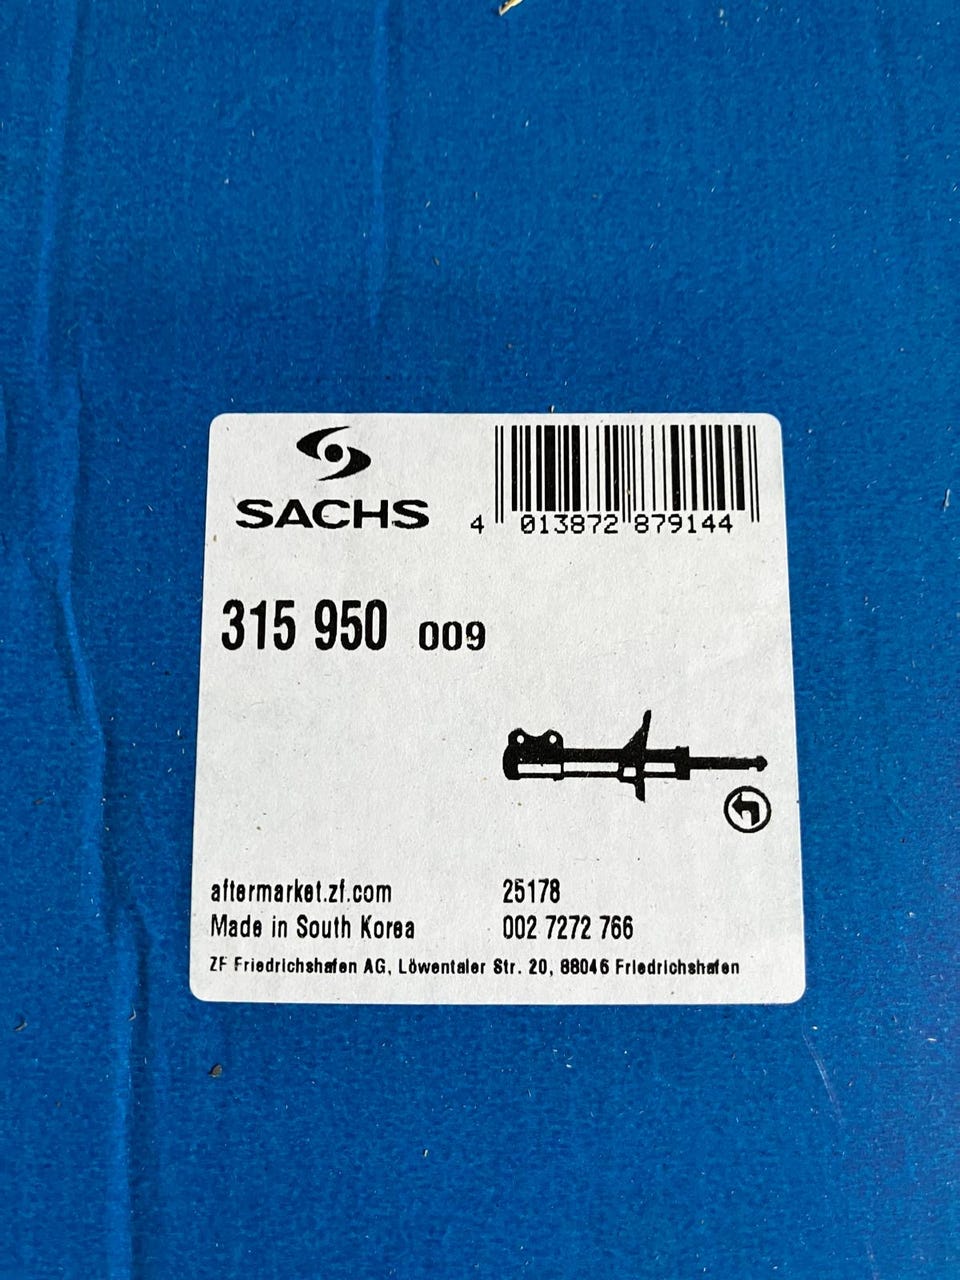 SACHS
4 013872 879144
315 950 009
aftermarket.zf.com
25178
Made in South Korea
002 7272 766
ZF Friedrichshafen AG, Löwentaler Str. 20, 88046 Friedrichshafen